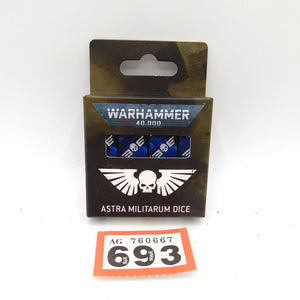 WARHAMMER
40,000
ASTRA MILITARUM DICE
AG 760667
693